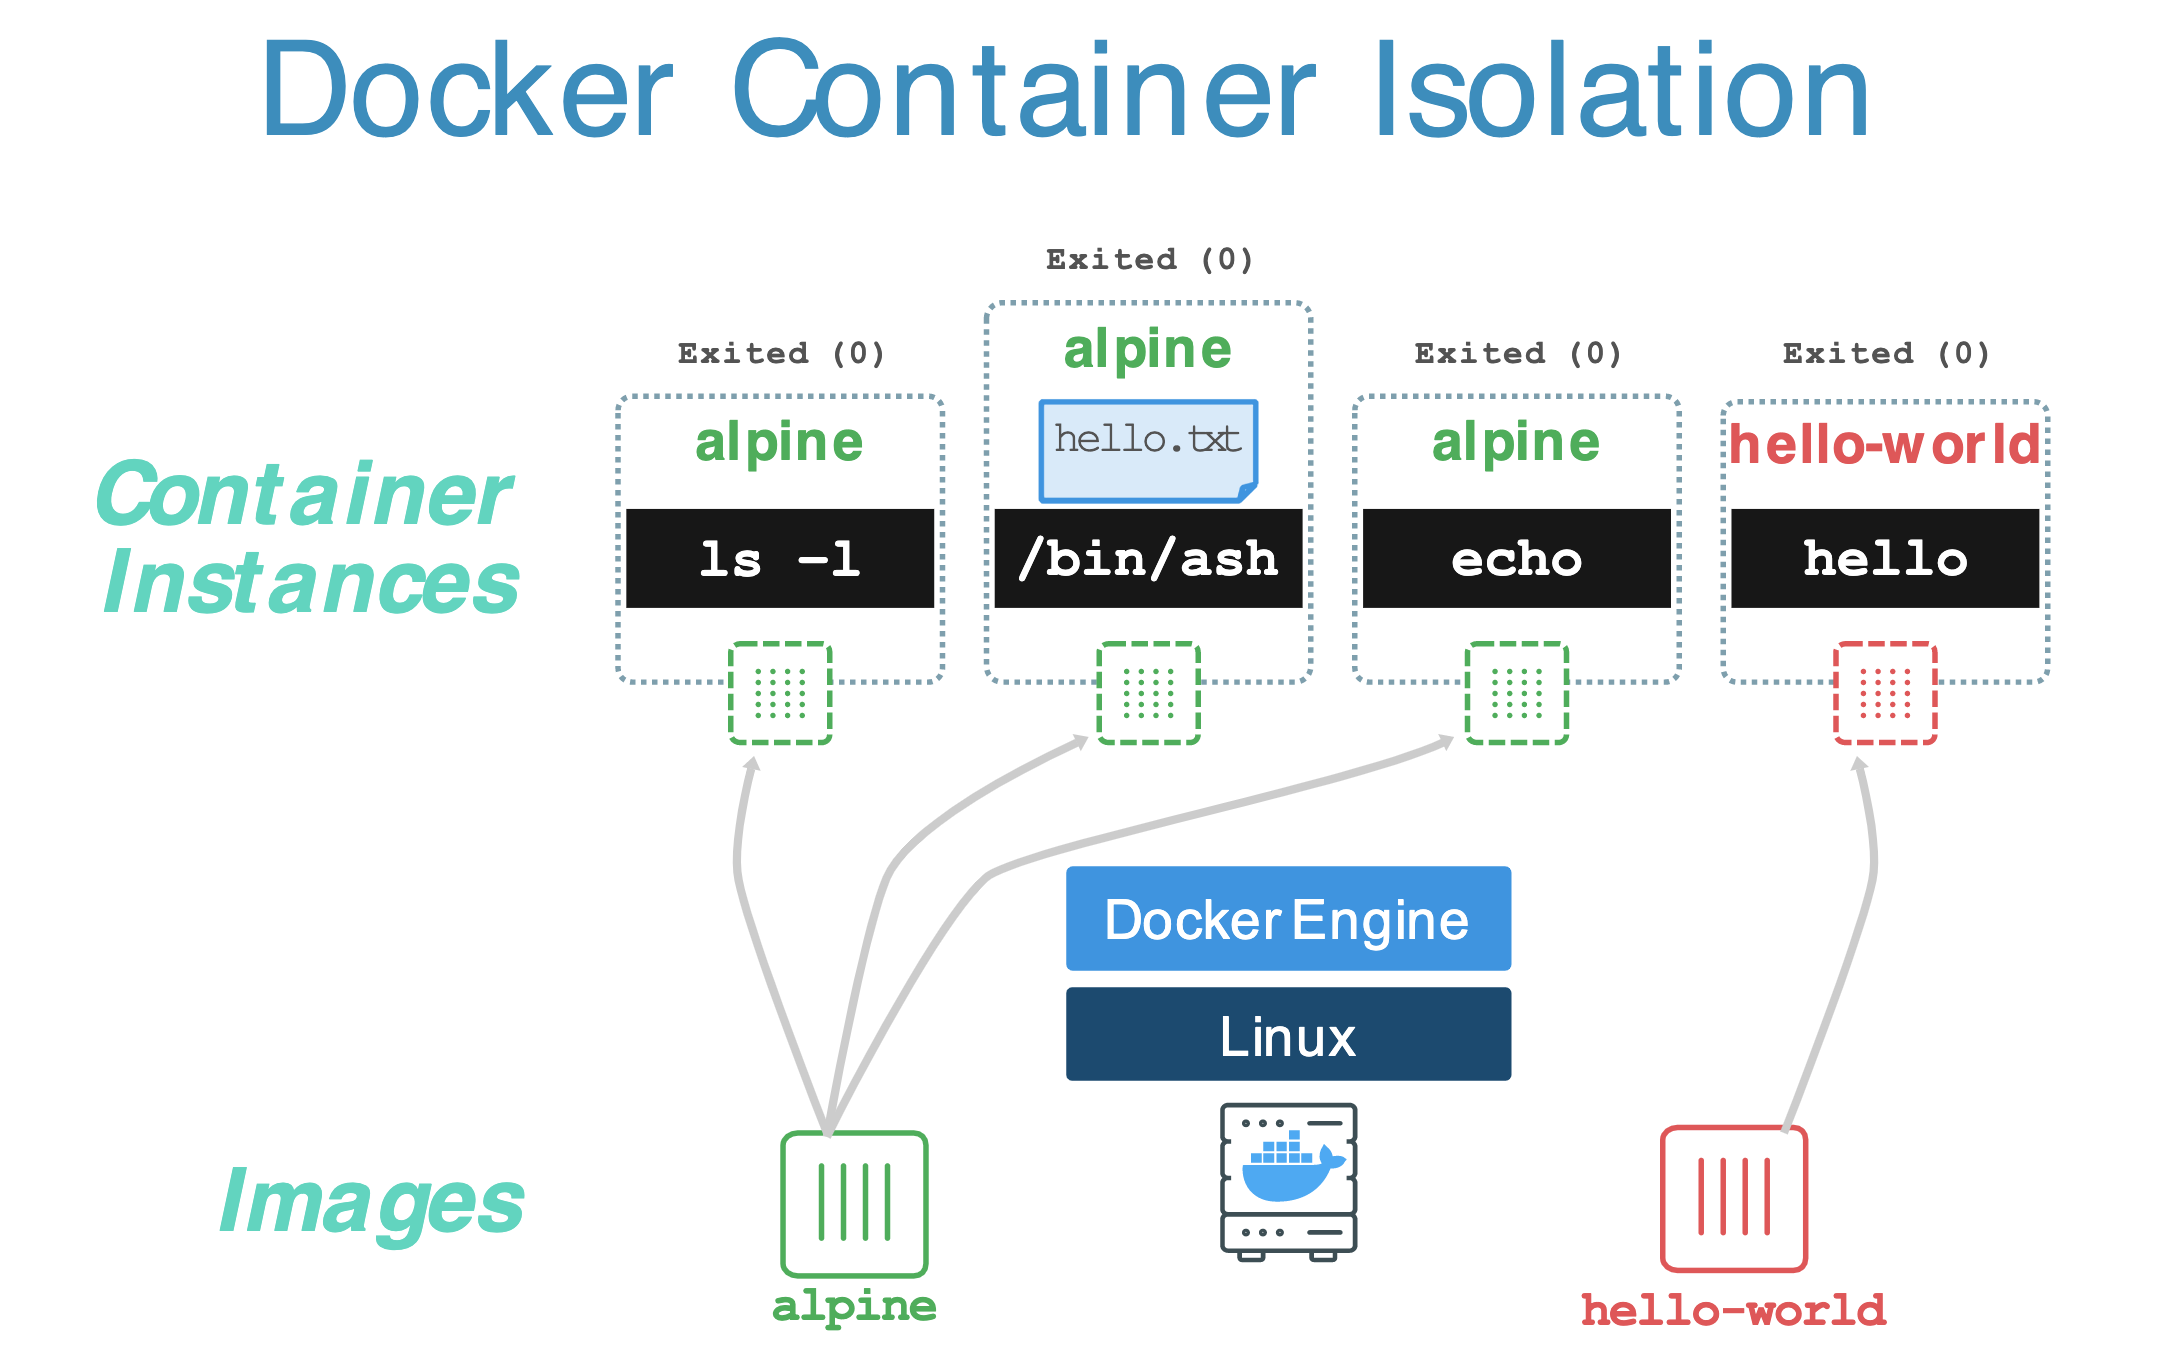 Docker Container Isolation
Exited (0)
Exited (0)
Exited (0)
Exited (0)
alpine
hello.txt
alpine
alpine
hello-world
Container
Instances
ls -l
/bin/ash
echo
hello
Docker Engine
Linux
Images
alpine
hello-world